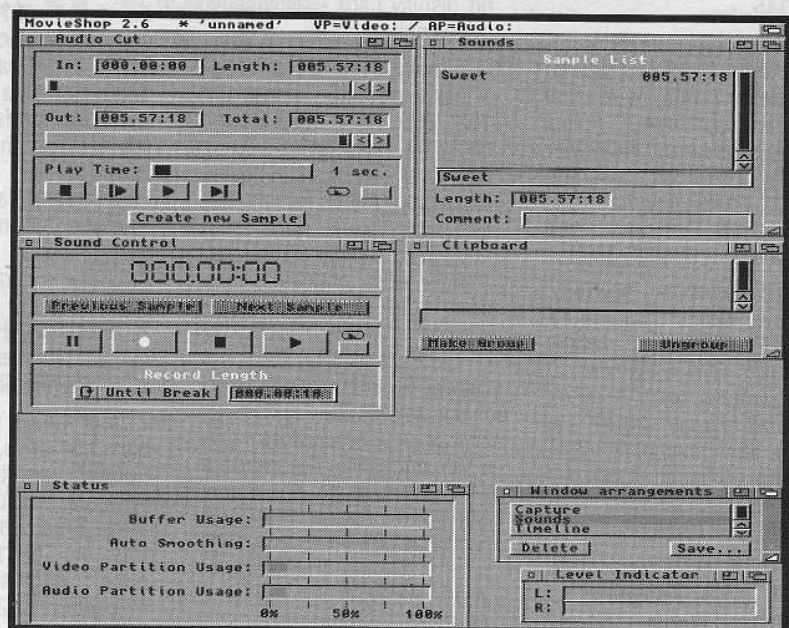 MovieShop 2.6 * 'unnamed' VP=Video: / AP=Audio:
Audio Cut
In: 000.00:00 Length: 005.57:18
< >
Out: 005.57:18 Total: 005.57:18
< >
Play Time: 1 sec.
Create new Sample
Sounds
Sample List
Sweet 005.57:18
Sweet
Length: 005.57:18
Comment:
Sound Control
000.00:00
Previous Sample Next Sample
Record Length
Until Break 000.00:10
Clipboard
Make Group Ungroup
Status
Buffer Usage:
Auto Smoothing:
Video Partition Usage:
Audio Partition Usage:
0% 50% 100%
Window arrangements
Capture
Sounds
Timeline
Delete Save...
Level Indicator
L:
R: